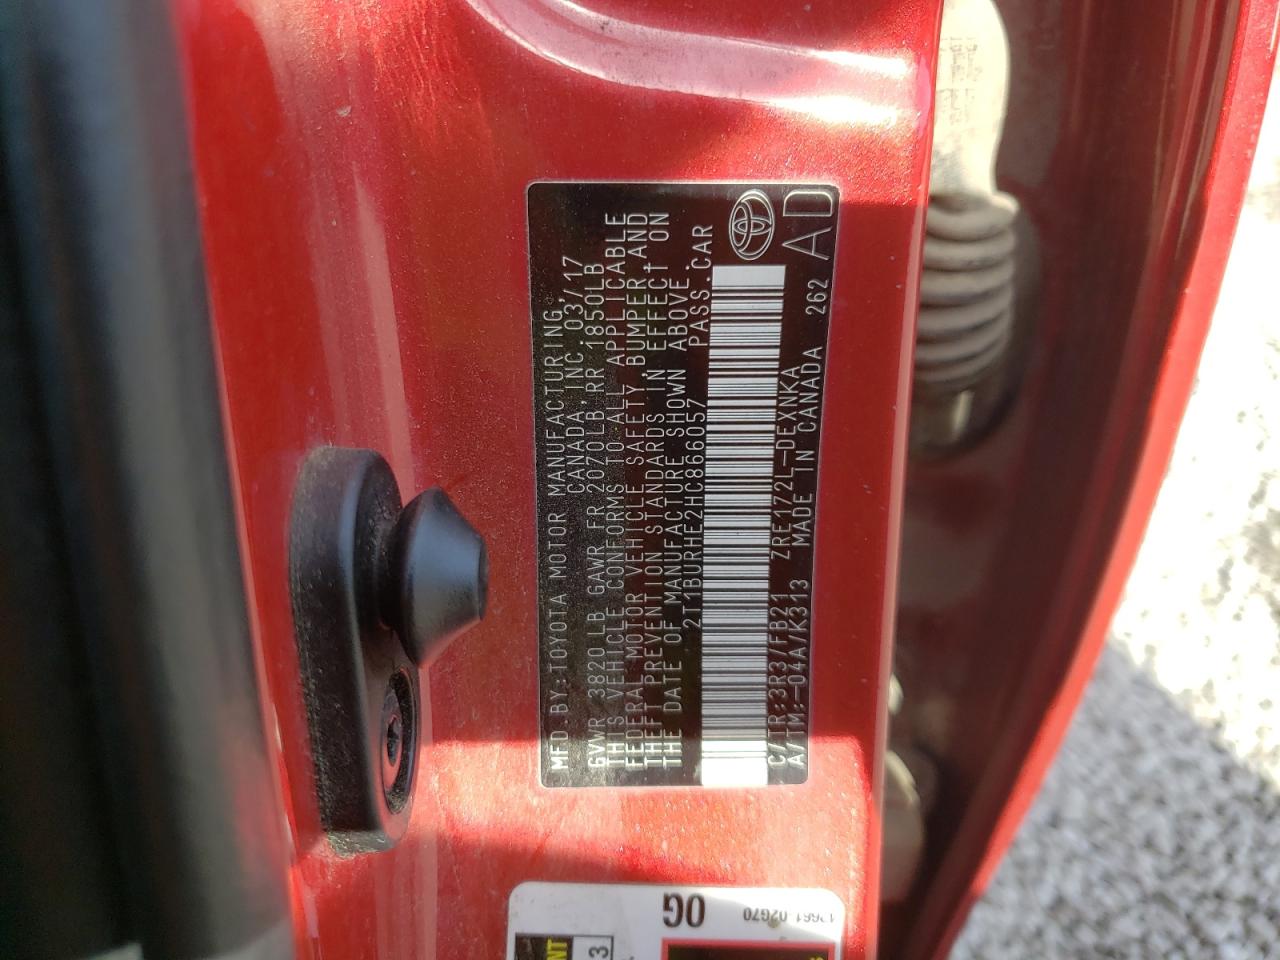 MFD.BY:TOYOTA MOTOR MANUFACTURING,
CANADA,INC.03/17
GVWR 3820LB GAWR FR 2070LB,RR 1850LB
THIS VEHICLE CONFORMS TO ALL APPLICABLE
FEDERAL MOTOR VEHICLE SAFETY,BUMPER,AND
THEFT PREVENTION STANDARDS IN EFFECT ON
THE DATE OF MANUFACTURE SHOWN ABOVE.
2T1BURHE2HC866057 PASS.CAR
C/TR:3R3/FB21 ZRE172L-DEXNKA
A/TM:-04A/K313 MADE IN CANADA 262
AD
0G